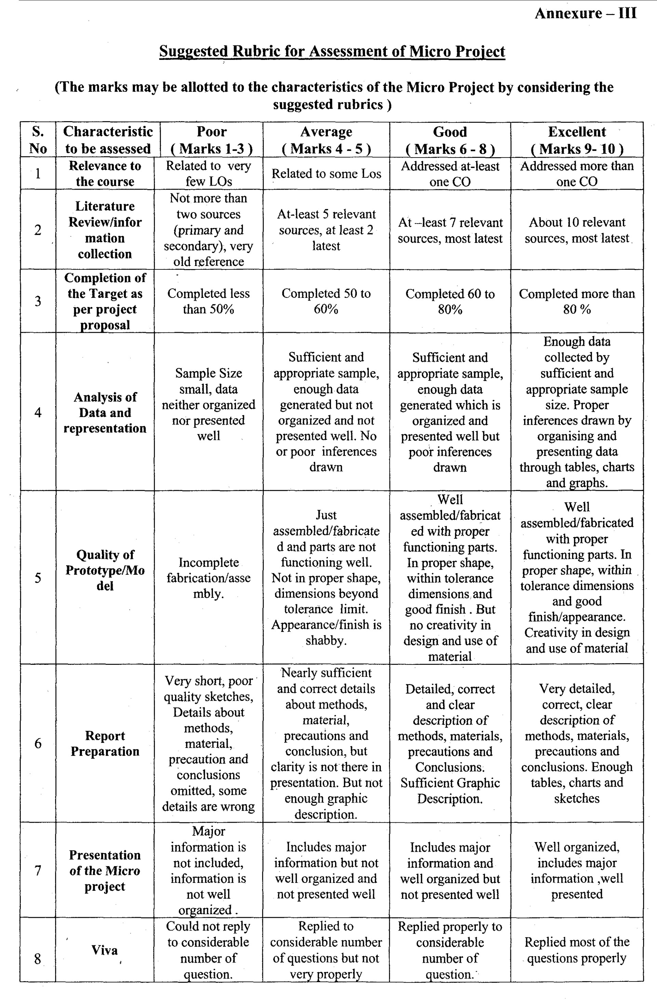 Annexure – III
Suggested Rubric for Assessment of Micro Project
(The marks may be allotted to the characteristics of the Micro Project by considering the
suggested rubrics )
S.
No
Characteristic
to be assessed
Poor
( Marks 1-3 )
Average
( Marks 4 - 5 )
Good
( Marks 6 - 8 )
Excellent
( Marks 9- 10 )
1
Relevance to
the course
Related to very
few LOs
Related to some Los
Addressed at-least
one CO
Addressed more than
one CO
2
Literature
Review/infor
mation
collection
Not more than
two sources
(primary and
secondary), very
old reference
At-least 5 relevant
sources, at least 2
latest
At –least 7 relevant
sources, most latest
About 10 relevant
sources, most latest
3
Completion of
the Target as
per project
proposal
Completed less
than 50%
Completed 50 to
60%
Completed 60 to
80%
Completed more than
80 %
4
Analysis of
Data and
representation
Sample Size
small, data
neither organized
nor presented
well
Sufficient and
appropriate sample,
enough data
generated but not
organized and not
presented well. No
or poor inferences
drawn
Sufficient and
appropriate sample,
enough data
generated which is
organized and
presented well but
poor inferences
drawn
Enough data
collected by
sufficient and
appropriate sample
size. Proper
inferences drawn by
organising and
presenting data
through tables, charts
and graphs.
5
Quality of
Prototype/Mo
del
Incomplete
fabrication/asse
mbly.
Just
assembled/fabricate
d and parts are not
functioning well.
Not in proper shape,
dimensions beyond
tolerance limit.
Appearance/finish is
shabby.
Well
assembled/fabricat
ed with proper
functioning parts.
In proper shape,
within tolerance
dimensions and
good finish . But
no creativity in
design and use of
material
Well
assembled/fabricated
with proper
functioning parts. In
proper shape, within
tolerance dimensions
and good
finish/appearance.
Creativity in design
and use of material
6
Report
Preparation
Very short, poor
quality sketches,
Details about
methods,
material,
precaution and
conclusions
omitted, some
details are wrong
Nearly sufficient
and correct details
about methods,
material,
precautions and
conclusion, but
clarity is not there in
presentation. But not
enough graphic
description.
Detailed, correct
and clear
description of
methods, materials,
precautions and
Conclusions.
Sufficient Graphic
Description.
Very detailed,
correct, clear
description of
methods, materials,
precautions and
conclusions. Enough
tables, charts and
sketches
7
Presentation
of the Micro
project
Major
information is
not included,
information is
not well
organized .
Includes major
information but not
well organized and
not presented well
Includes major
information and
well organized but
not presented well
Well organized,
includes major
information ,well
presented
8
Viva
Could not reply
to considerable
number of
question.
Replied to
considerable number
of questions but not
very properly
Replied properly to
considerable
number of
question.
Replied most of the
questions properly